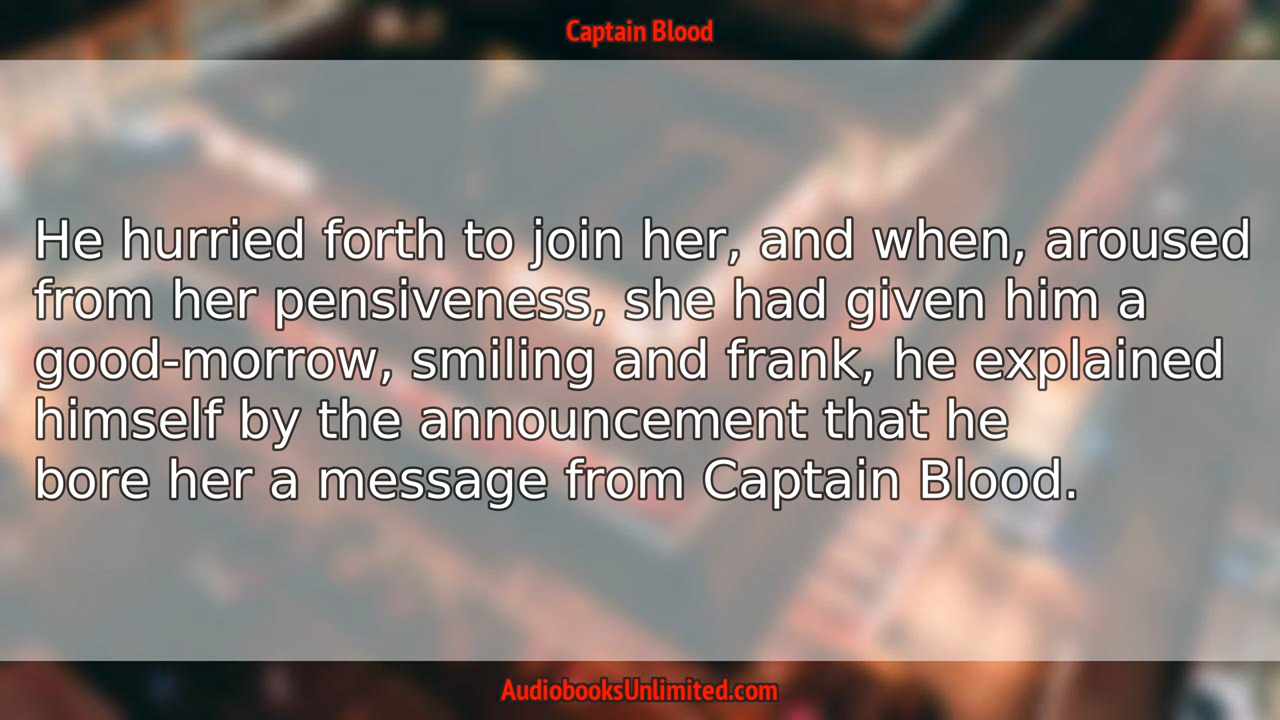 Captain Blood
He hurried forth to join her, and when, aroused
from her pensiveness, she had given him a
good-morrow, smiling and frank, he explained
himself by the announcement that he
bore her a message from Captain Blood.
AudiobooksUnlimited.com